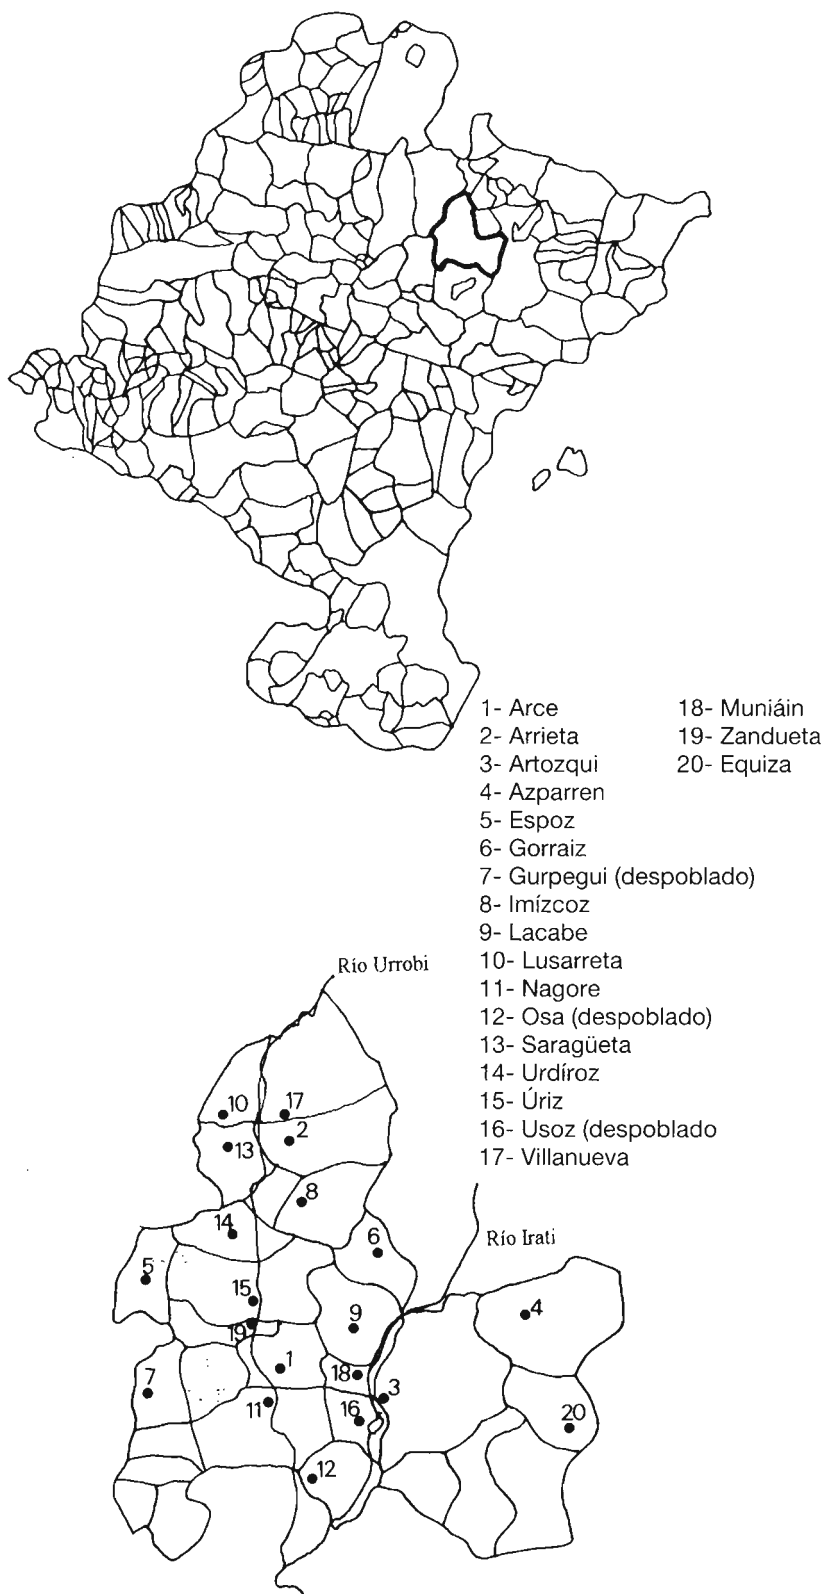 1- Arce
2- Arrieta
3- Artozqui
4- Azparren
5- Espoz
6- Gorraiz
7- Gurpegui (despoblado)
8- Imízcoz
9- Lacabe
10- Lusarreta
11- Nagore
12- Osa (despoblado)
13- Saragüeta
14- Urdíroz
15- Úriz
16- Usoz (despoblado
17- Villanueva
18- Muniáin
19- Zandueta
20- Equiza
Río Urrobi
10
17
2
13
8
14
6
Río Irati
5
15
9
4
19
1
18
7
3
11
16
20
12